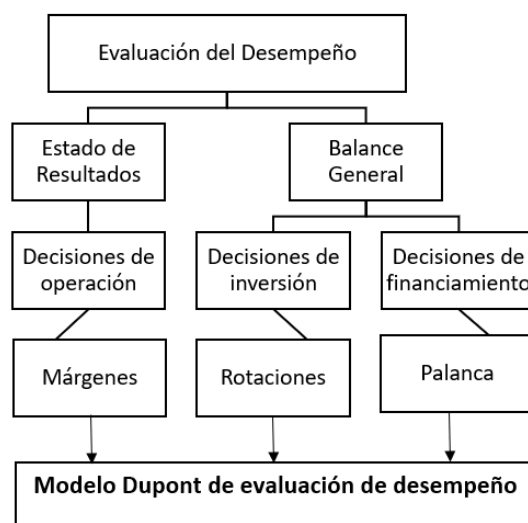 Evaluación del Desempeño
Estado de
Resultados
Balance
General
Decisiones de
operación
Decisiones de
inversión
Decisiones de
financiamiento
Márgenes
Rotaciones
Palanca
Modelo Dupont de evaluación de desempeño